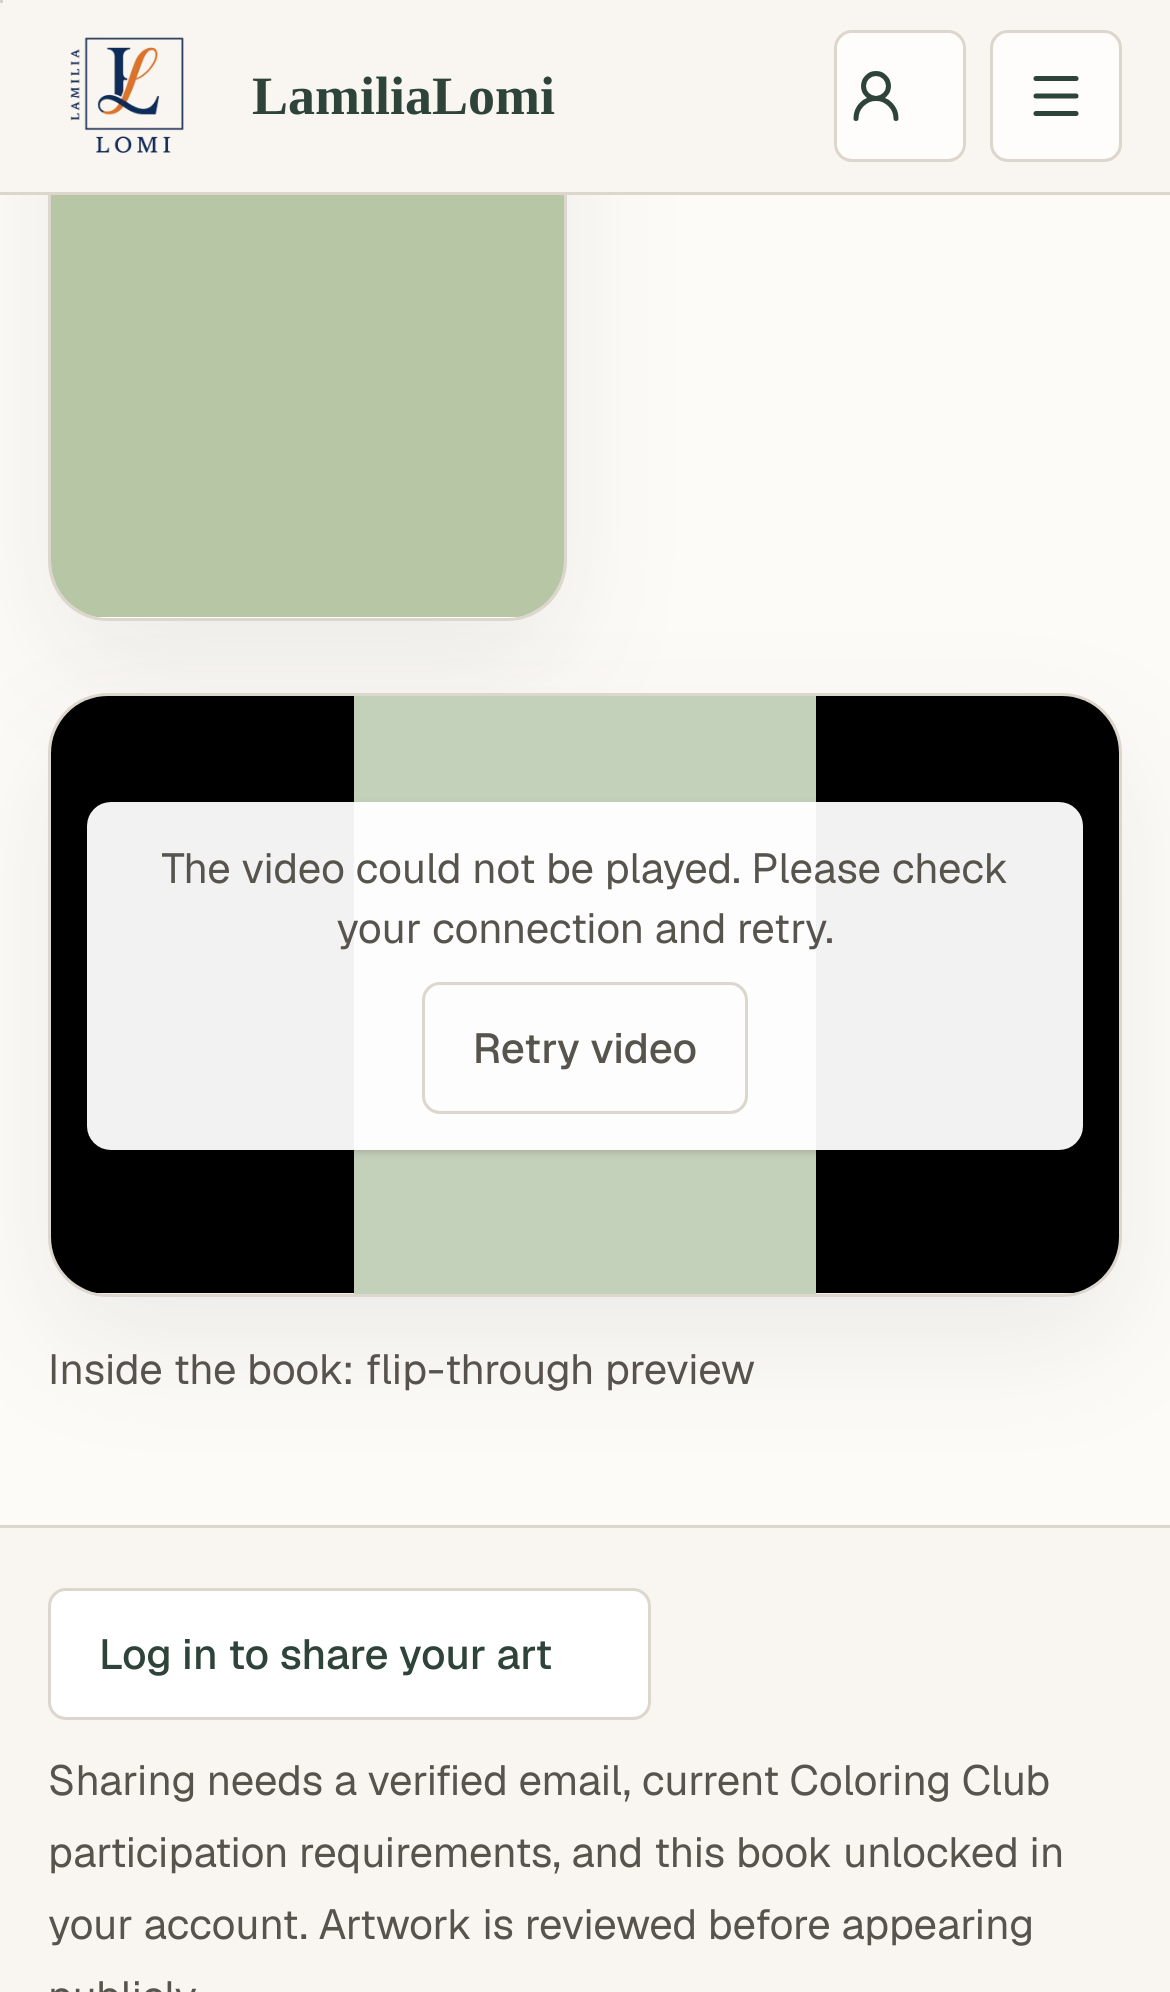 LAMILIA
LOMI
LamiliaLomi
The video could not be played. Please check
your connection and retry.
Retry video
Inside the book: flip-through preview
Log in to share your art
Sharing needs a verified email, current Coloring Club
participation requirements, and this book unlocked in
your account. Artwork is reviewed before appearing
publicly.